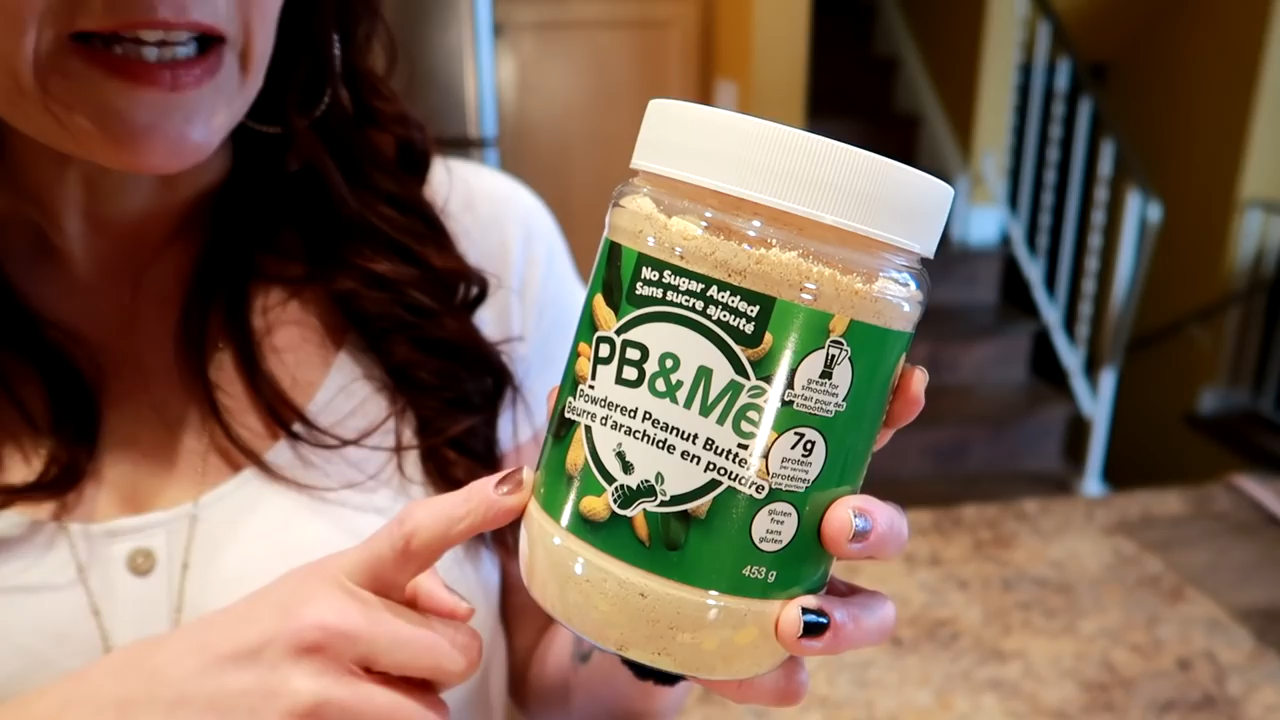 No Sugar Added
Sans sucre ajouté
PB&Me
Powdered Peanut Butter
Beurre d'arachide en poudre
great for
smoothies
parfait pour des
smoothies
7g
protein
per serving
protéines
par portion
gluten
free
sans
gluten
453 g